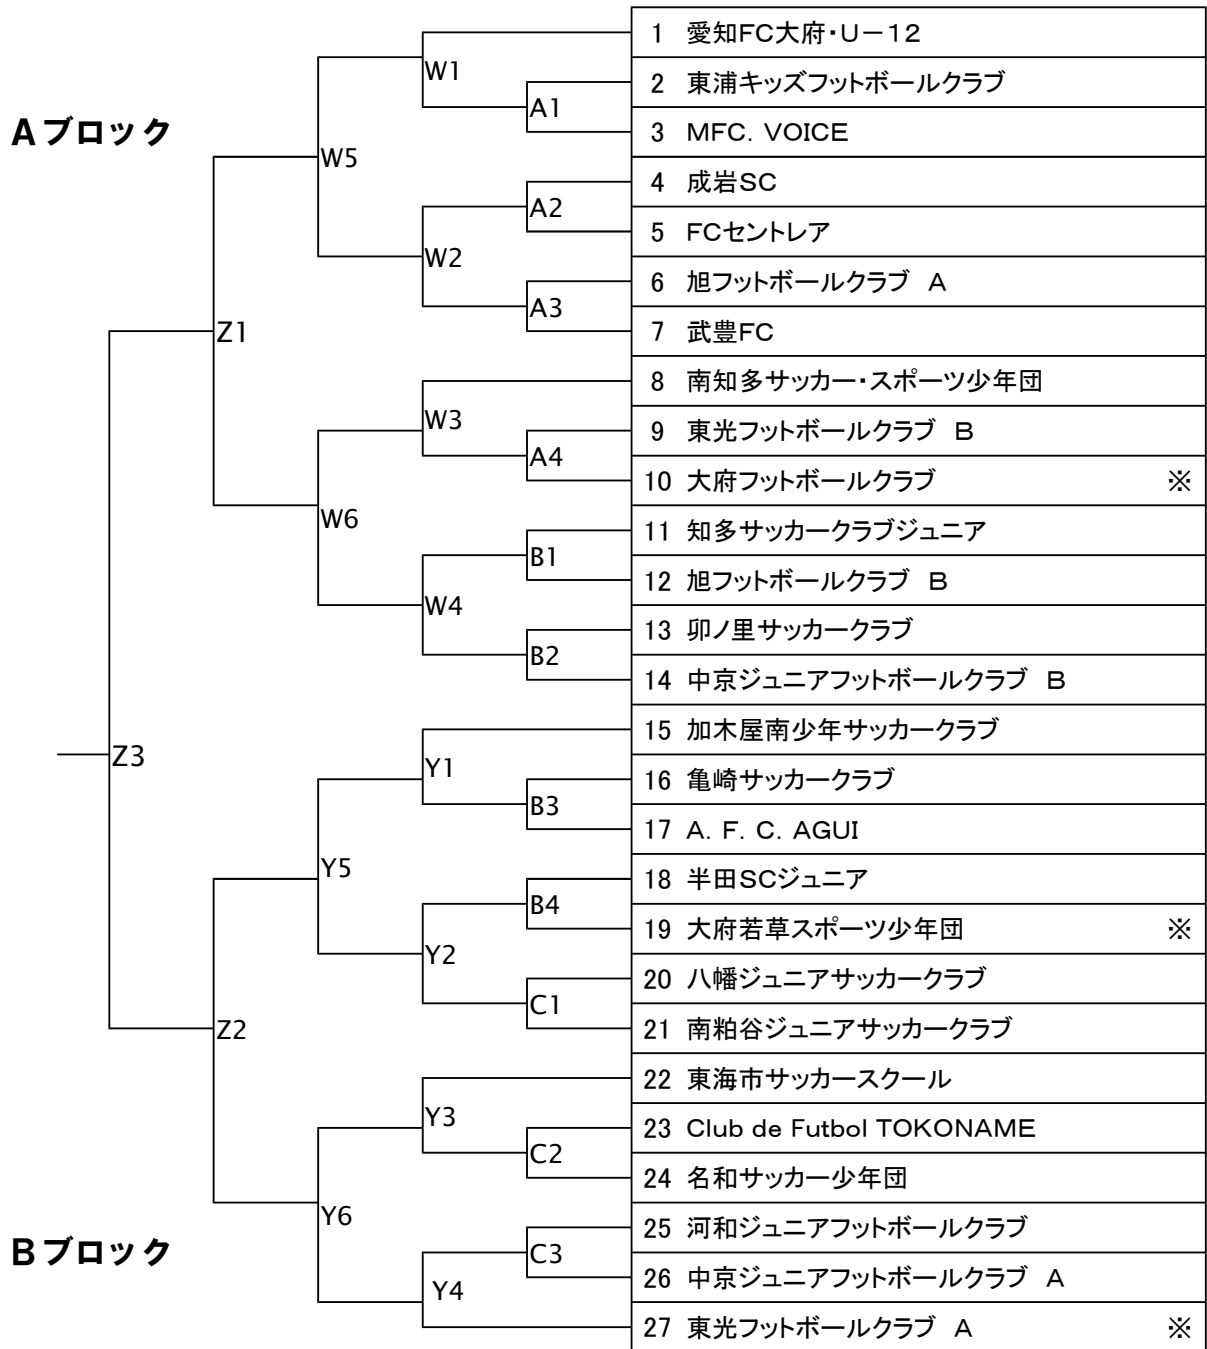 1 愛知FC大府・U－12
W1
2 東浦キッズフットボールクラブ
A1
Aブロック
3 MFC. VOICE
W5
4 成岩SC
A2
5 FCセントレア
W2
6 旭フットボールクラブ A
A3
7 武豊FC
Z1
8 南知多サッカー・スポーツ少年団
W3
9 東光フットボールクラブ B
A4
10 大府フットボールクラブ ※
W6
11 知多サッカークラブジュニア
B1
12 旭フットボールクラブ B
W4
13 卯ノ里サッカークラブ
B2
14 中京ジュニアフットボールクラブ B
15 加木屋南少年サッカークラブ
Z3
Y1
16 亀崎サッカークラブ
B3
17 A. F. C. AGUI
Y5
18 半田SCジュニア
B4
19 大府若草スポーツ少年団 ※
Y2
20 八幡ジュニアサッカークラブ
C1
21 南粕谷ジュニアサッカークラブ
Z2
22 東海市サッカースクール
Y3
23 Club de Futbol TOKONAME
C2
24 名和サッカー少年団
Y6
25 河和ジュニアフットボールクラブ
Bブロック
C3
26 中京ジュニアフットボールクラブ A
Y4
27 東光フットボールクラブ A ※